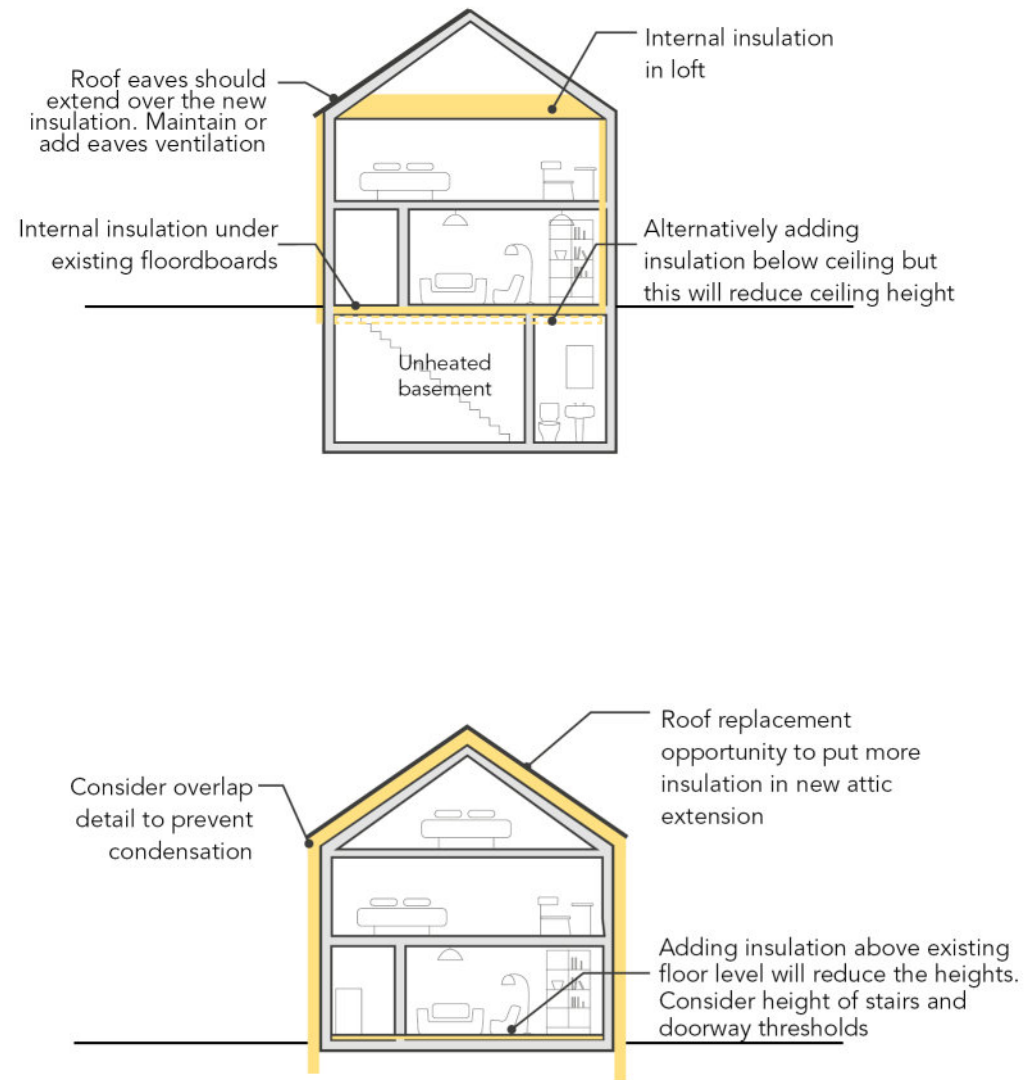 Internal insulation
in loft
Roof eaves should
extend over the new
insulation. Maintain or
add eaves ventilation
Internal insulation under
existing floordboards
Alternatively adding
insulation below ceiling but
this will reduce ceiling height
Unheated
basement
Roof replacement
opportunity to put more
insulation in new attic
extension
Consider overlap
detail to prevent
condensation
Adding insulation above existing
floor level will reduce the heights.
Consider height of stairs and
doorway thresholds